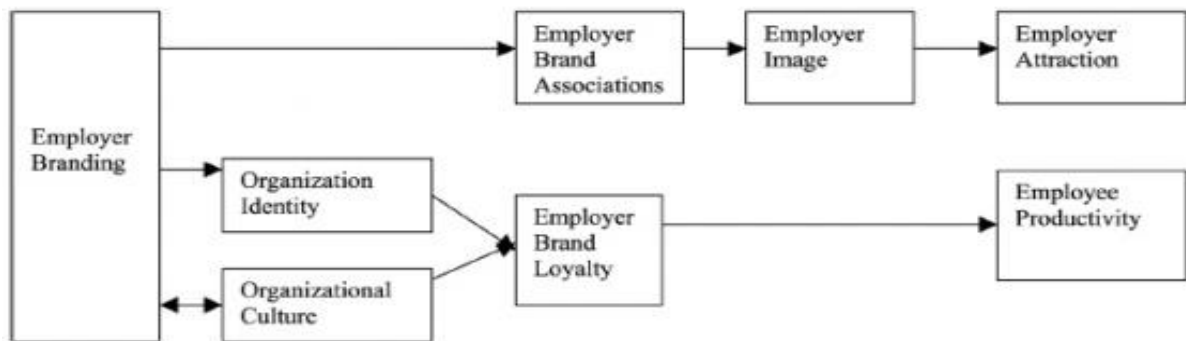 Employer
Branding
Employer
Brand
Associations
Employer
Image
Employer
Attraction
Organization
Identity
Organizational
Culture
Employer
Brand
Loyalty
Employee
Productivity